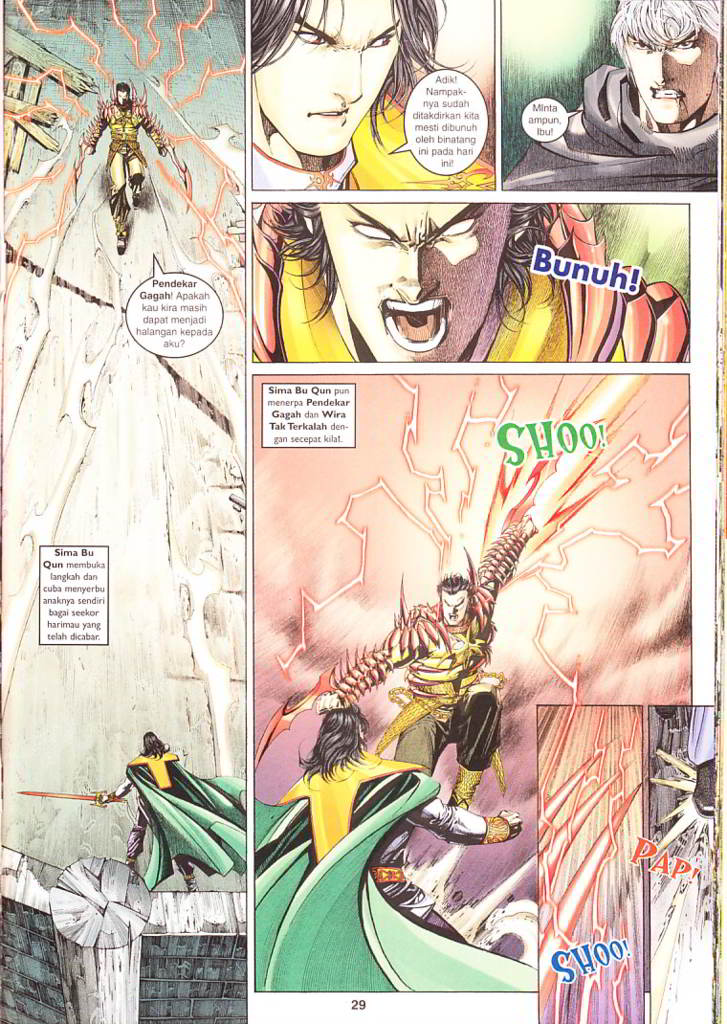 Pendekar
Gagah! Apakah
kau kira masih
dapat menjadi
halangan kepada
aku?
Sima Bu
Qun membuka
langkah dan
cuba menyerbu
anaknya sendiri
bagai seekor
harimau yang
telah dicabar.
Adik!
Nampak-
nya sudah
ditakdirkan kita
mesti dibunuh
oleh binatang
ini pada hari
ini!
MInta
ampun,
Ibu!
Bunuh!
Sima Bu Qun pun
menerpa Pendekar
Gagah dan Wira
Tak Terkalah den-
gan secepat kilat.
SHOO!
PAP!
SHOO!
29